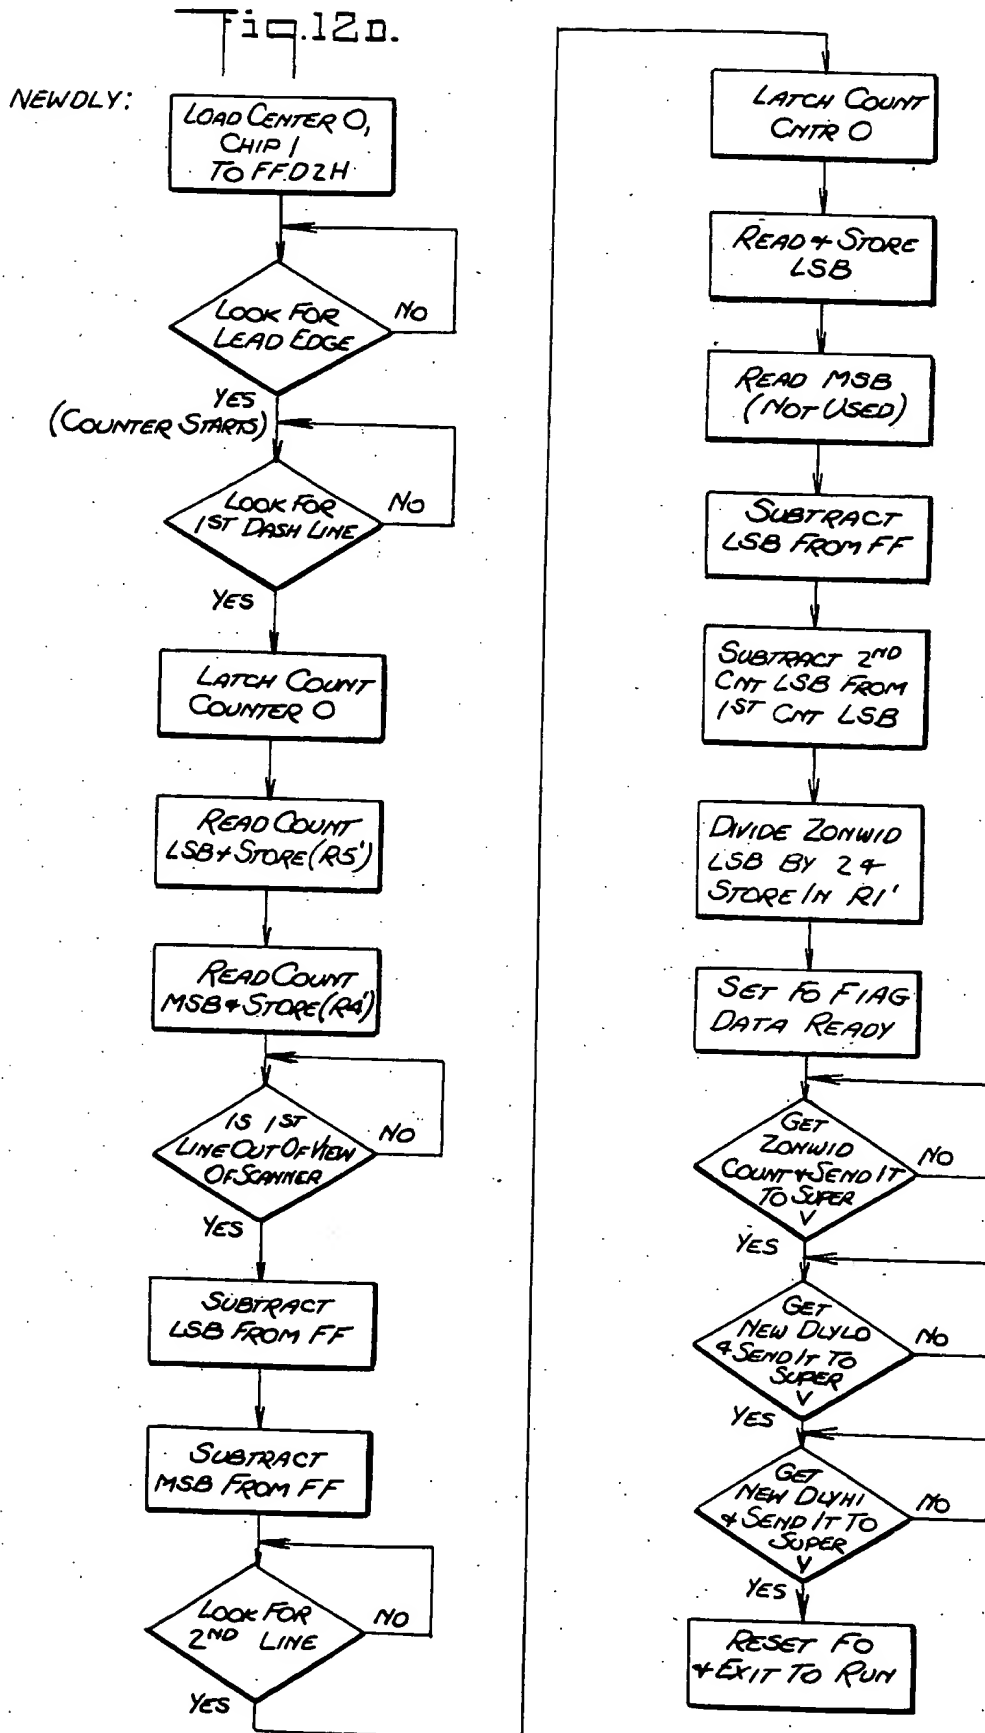 Fig.12D.
NEWDLY:
LOAD CENTER O,
CHIP 1
TO FFD2H
LOOK FOR
LEAD EDGE
NO
YES
(COUNTER STARTS)
LOOK FOR
1ST DASH LINE
NO
YES
LATCH COUNT
COUNTER O
READ COUNT
LSB & STORE (R5')
READ COUNT
MSB & STORE (R4')
IS 1ST
LINE OUT OF VIEW
OF SCANNER
NO
YES
SUBTRACT
LSB FROM FF
SUBTRACT
MSB FROM FF
LOOK FOR
2ND LINE
NO
YES
LATCH COUNT
CNTR O
READ & STORE
LSB
READ MSB
(NOT USED)
SUBTRACT
LSB FROM FF
SUBTRACT 2ND
CNT LSB FROM
1ST CNT LSB
DIVIDE ZONWID
LSB BY 2 &
STORE IN R1'
SET FO FLAG
DATA READY
GET
ZONWID
COUNT & SEND IT
TO SUPER
V
NO
YES
GET
NEW DLYLO
& SEND IT TO
SUPER
V
NO
YES
GET
NEW DLYHI
& SEND IT TO
SUPER
V
NO
YES
RESET FO
& EXIT TO RUN